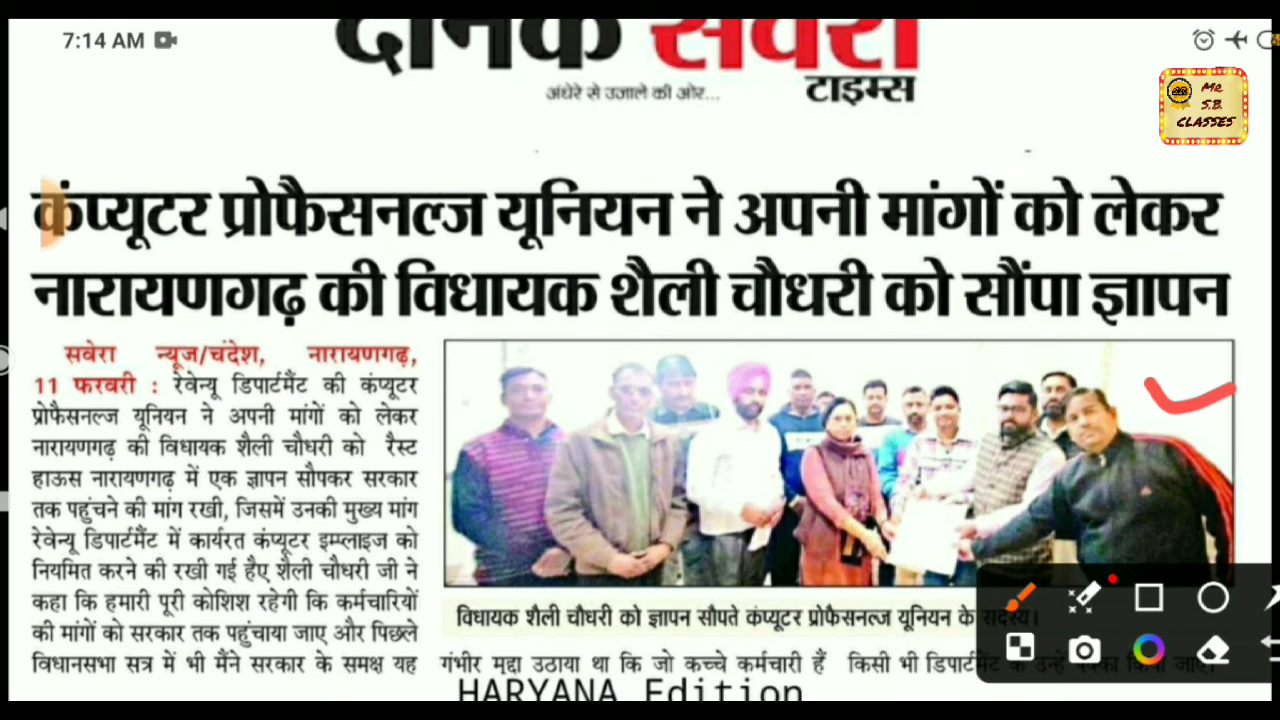 7:14 AM
दैनिक सवेरा
टाइम्स
अंधेरे से उजाले की ओर...
MR
S.B.
CLASSES
कंप्यूटर प्रोफैसनल्ज यूनियन ने अपनी मांगों को लेकर
नारायणगढ़ की विधायक शैली चौधरी को सौंपा ज्ञापन
सवेरा न्यूज/चंदेश, नारायणगढ़,
11 फरवरी : रेवेन्यू डिपार्टमैंट की कंप्यूटर
प्रोफैसनल्ज यूनियन ने अपनी मांगों को लेकर
नारायणगढ़ की विधायक शैली चौधरी को रैस्ट
हाऊस नारायणगढ़ में एक ज्ञापन सौपकर सरकार
तक पहुंचने की मांग रखी, जिसमें उनकी मुख्य मांग
रेवेन्यू डिपार्टमैंट में कार्यरत कंप्यूटर इम्प्लाइज को
नियमित करने की रखी गई हैए शैली चौधरी जी ने
कहा कि हमारी पूरी कोशिश रहेगी कि कर्मचारियों
की मांगों को सरकार तक पहुंचाया जाए और पिछले
विधानसभा सत्र में भी मैंने सरकार के समक्ष यह
विधायक शैली चौधरी को ज्ञापन सौपते कंप्यूटर प्रोफैसनल्ज यूनियन के सदस्य।
गंभीर मुद्दा उठाया था कि जो कच्चे कर्मचारी हैं किसी भी डिपार्टमैंट के उन्हें पक्का किया जाए।
HARYANA Edition